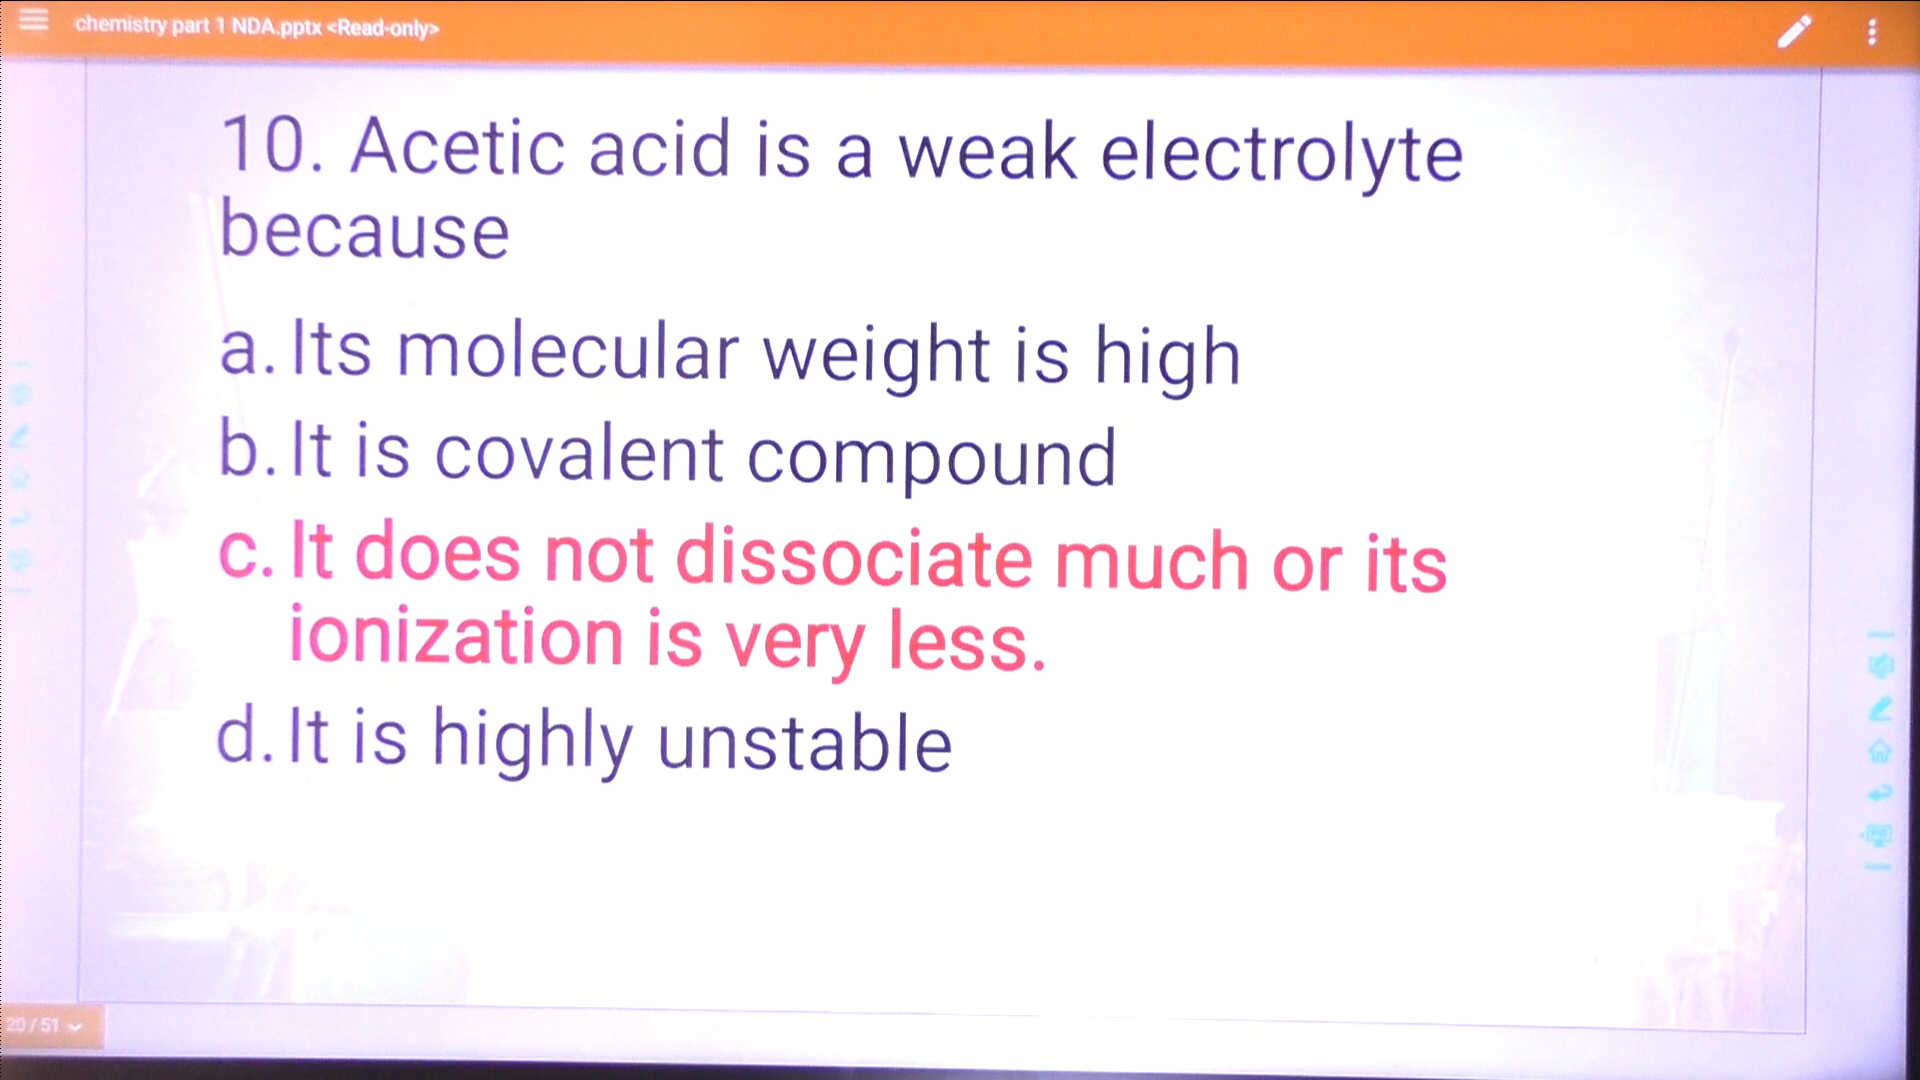 chemistry part 1 NDA.pptx <Read-only>
10. Acetic acid is a weak electrolyte
because
a. Its molecular weight is high
b. It is covalent compound
c. It does not dissociate much or its
ionization is very less.
d. It is highly unstable
20 / 51